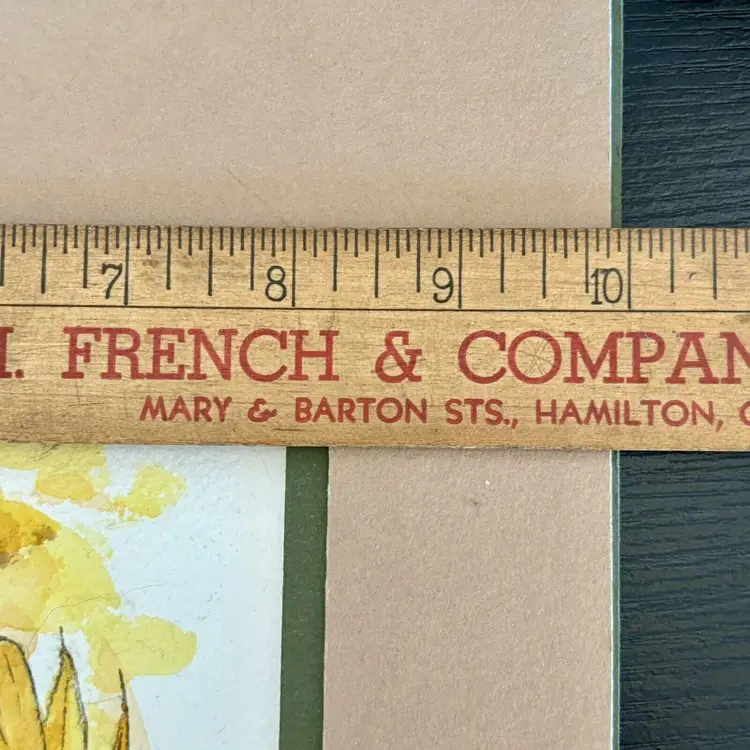 7 8 9 10
FRENCH & COMPAN
MARY & BARTON STS., HAMILTON,